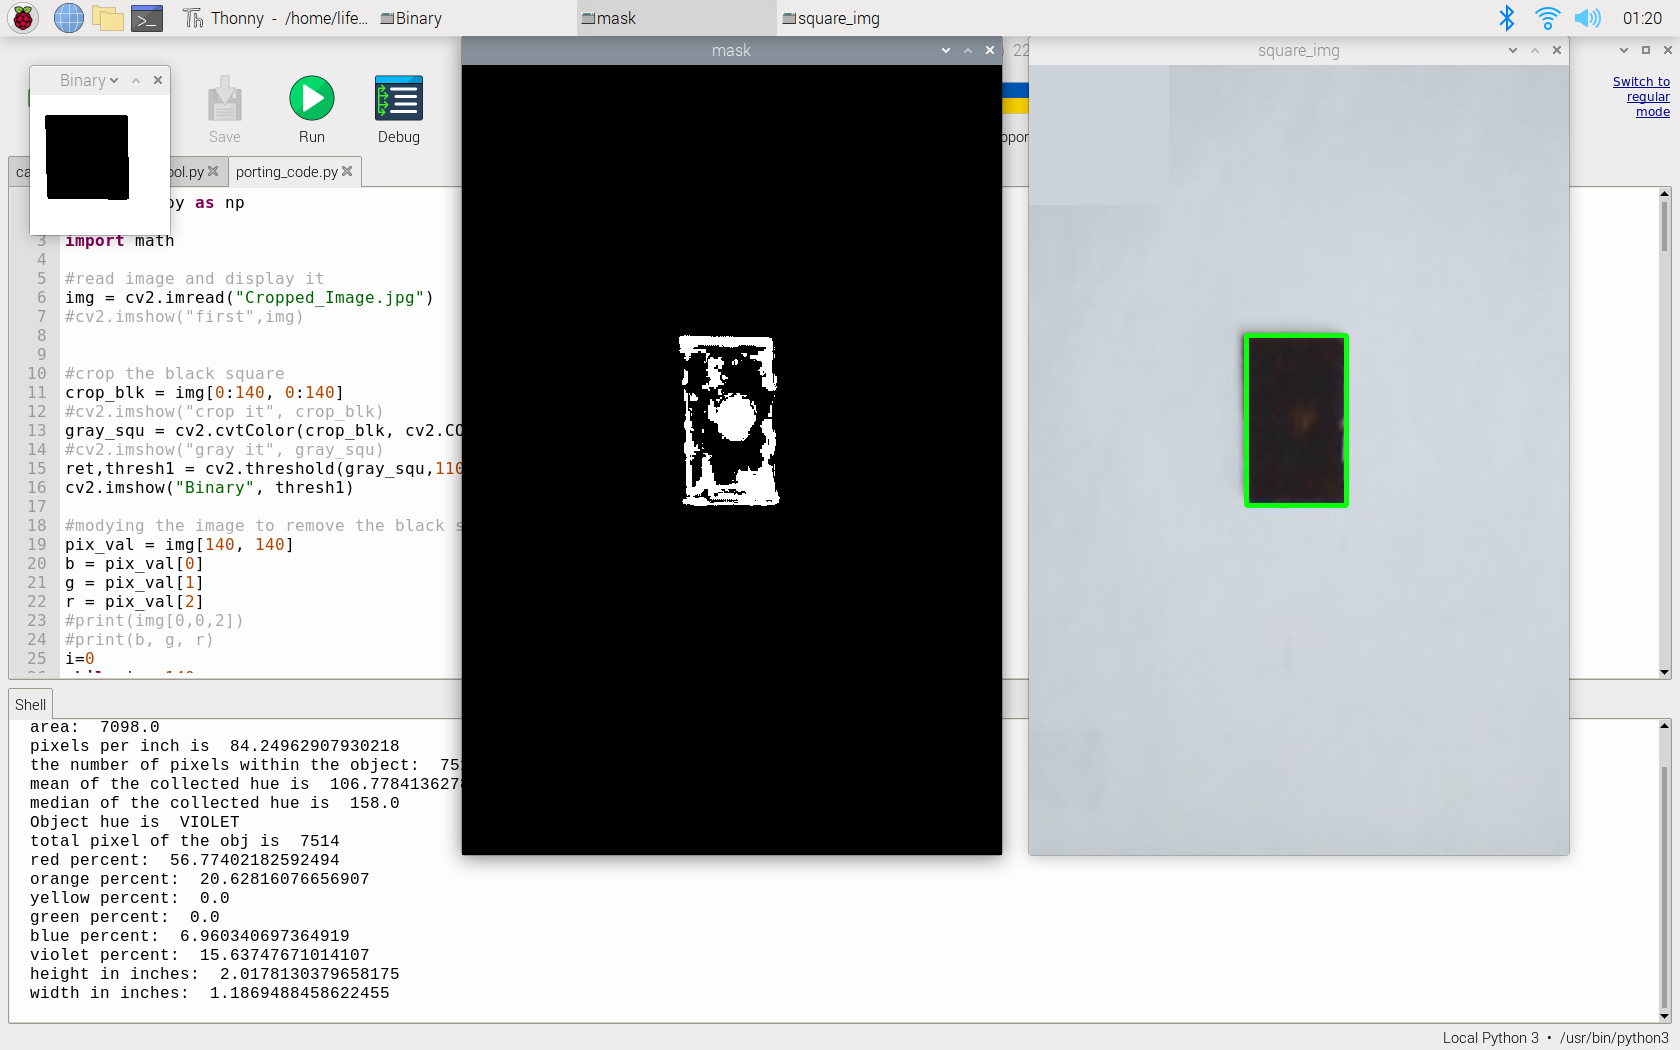 Thonny - /home/life... Binary mask square_img 01:20
mask
22
square_img
Binary
Switch to
regular
mode
Save Run Debug
ppor
ca
ool.py porting_code.py
py as np
3 import math
4
5 #read image and display it
6 img = cv2.imread("Cropped_Image.jpg")
7 #cv2.imshow("first",img)
8
9
10 #crop the black square
11 crop_blk = img[0:140, 0:140]
12 #cv2.imshow("crop it", crop_blk)
13 gray_squ = cv2.cvtColor(crop_blk, cv2.CO
14 #cv2.imshow("gray it", gray_squ)
15 ret,thresh1 = cv2.threshold(gray_squ,110
16 cv2.imshow("Binary", thresh1)
17
18 #modying the image to remove the black s
19 pix_val = img[140, 140]
20 b = pix_val[0]
21 g = pix_val[1]
22 r = pix_val[2]
23 #print(img[0,0,2])
24 #print(b, g, r)
25 i=0
Shell
area:  7098.0
pixels per inch is  84.24962907930218
the number of pixels within the object:  75
mean of the collected hue is  106.778413627
median of the collected hue is  158.0
Object hue is  VIOLET
total pixel of the obj is  7514
red percent:  56.77402182592494
orange percent:  20.62816076656907
yellow percent:  0.0
green percent:  0.0
blue percent:  6.960340697364919
violet percent:  15.63747671014107
height in inches:  2.0178130379658175
width in inches:  1.1869488458622455
Local Python 3 • /usr/bin/python3